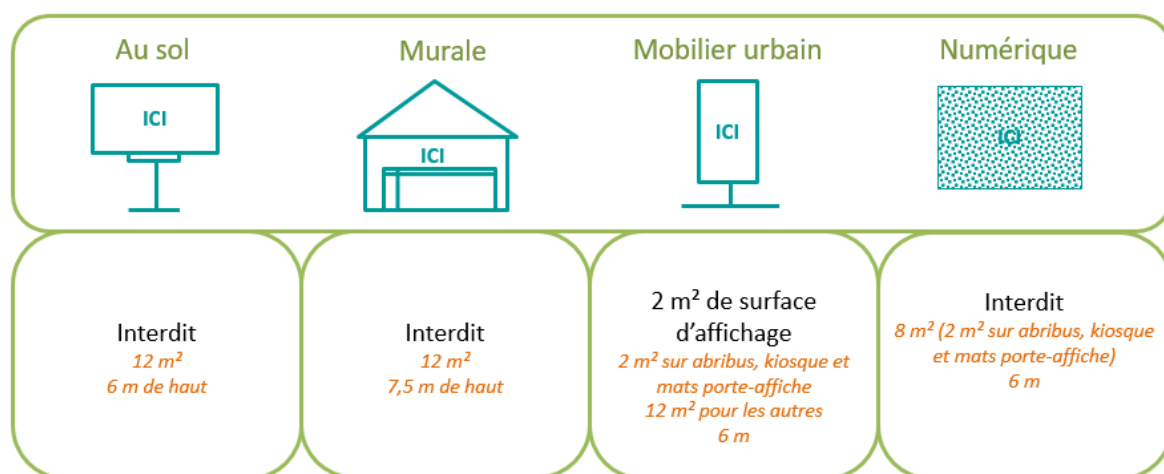 Au sol
Murale
Mobilier urbain
Numérique
ICI
ICI
ICI
ICI
Interdit
12 m²
6 m de haut
Interdit
12 m²
7,5 m de haut
2 m² de surface
d’affichage
2 m² sur abribus, kiosque et
mats porte-affiche
12 m² pour les autres
6 m
Interdit
8 m² (2 m² sur abribus, kiosque
et mats porte-affiche)
6 m